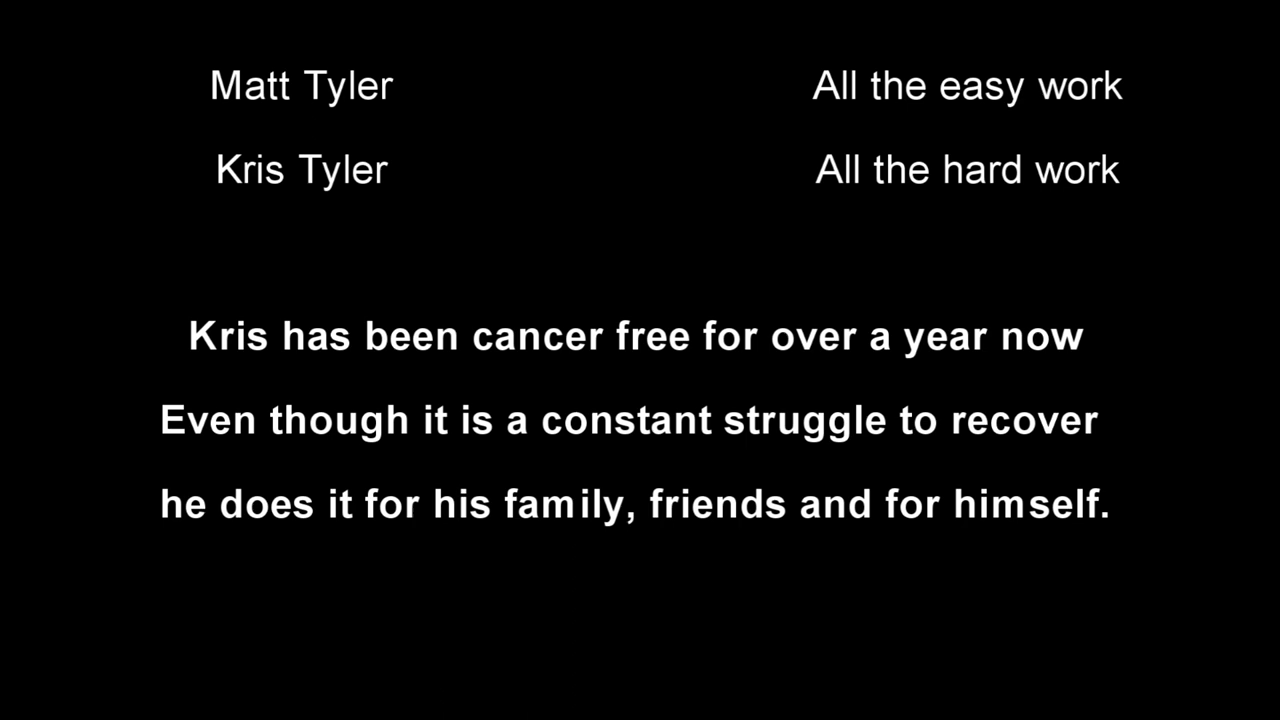 Matt Tyler All the easy work
Kris Tyler All the hard work
Kris has been cancer free for over a year now
Even though it is a constant struggle to recover
he does it for his family, friends and for himself.